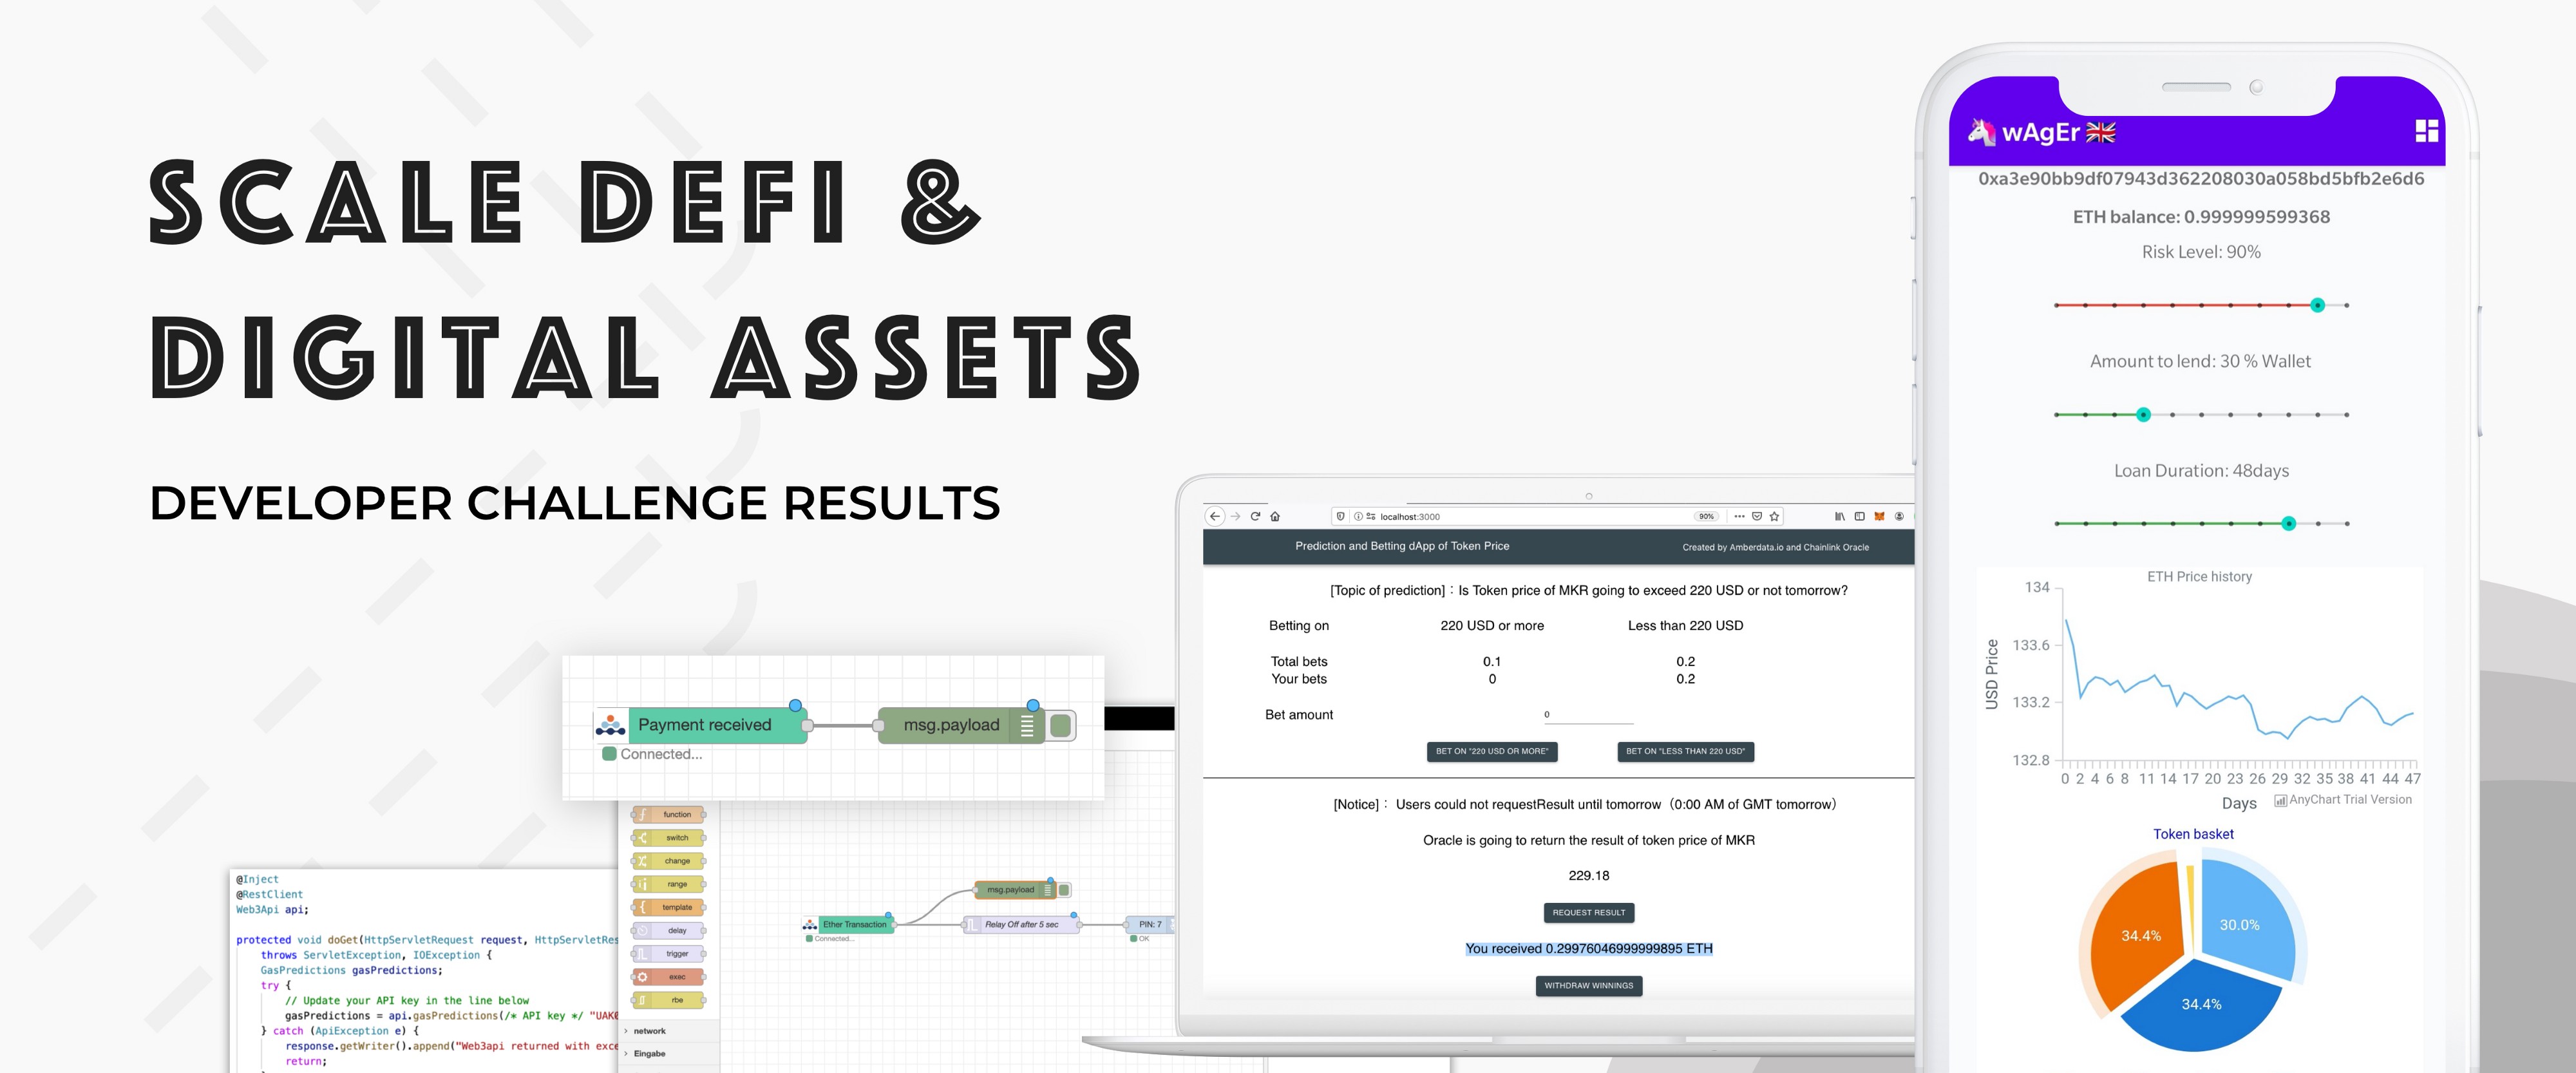 SCALE DEFI &
DIGITAL ASSETS
DEVELOPER CHALLENGE RESULTS
Payment received
msg.payload
Connected...
function
switch
change
range
template
delay
trigger
exec
rbe
network
Eingabe
msg.payload
Ether Transaction
Relay Off after 5 sec
PIN: 7
Connected...
OK
@Inject
@RestClient
Web3Api api;
protected void doGet(HttpServletRequest request, HttpServletRes
throws ServletException, IOException {
GasPredictions gasPredictions;
try {
// Update your API key in the line below
gasPredictions = api.gasPredictions(/* API key */ "UAK0
} catch (ApiException e) {
response.getWriter().append("Web3api returned with exce
return;
localhost:3000
90%
Prediction and Betting dApp of Token Price
Created by Amberdata.io and Chainlink Oracle
[Topic of prediction] : Is Token price of MKR going to exceed 220 USD or not tomorrow?
Betting on 220 USD or more Less than 220 USD
Total bets 0.1 0.2
Your bets 0 0.2
Bet amount 0
BET ON "220 USD OR MORE" BET ON "LESS THAN 220 USD"
[Notice] : Users could not requestResult until tomorrow (0:00 AM of GMT tomorrow)
Oracle is going to return the result of token price of MKR
229.18
REQUEST RESULT
You received 0.29976046999999895 ETH
WITHDRAW WINNINGS
🦄 wAgEr 🇬🇧
0xa3e90bb9df07943d362208030a058bd5bfb2e6d6
ETH balance: 0.999999599368
Risk Level: 90%
Amount to lend: 30 % Wallet
Loan Duration: 48days
ETH Price history
134
133.6
133.2
132.8
USD Price
0 2 4 6 8 11 14 17 20 23 26 29 32 35 38 41 44 47
Days
AnyChart Trial Version
Token basket
34.4%
30.0%
34.4%